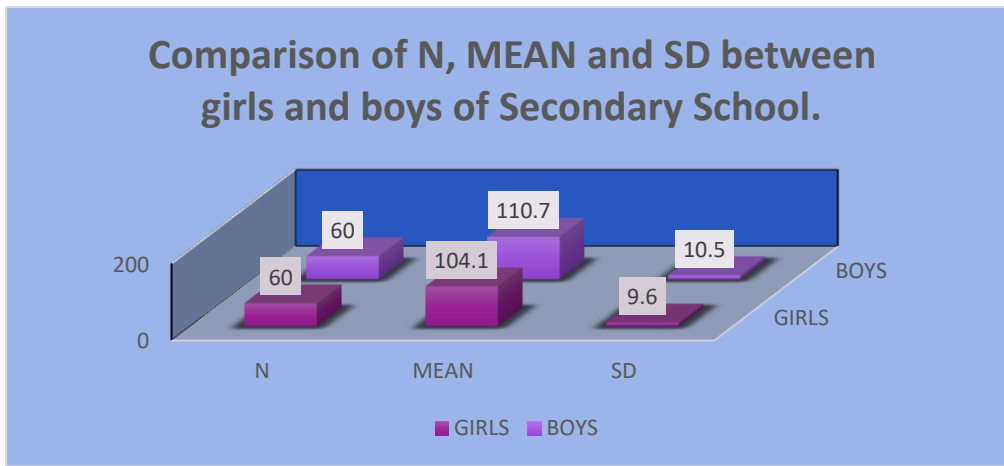 Comparison of N, MEAN and SD between
girls and boys of Secondary School.
110.7
60
10.5
104.1
60
9.6
200
0
BOYS
GIRLS
N
MEAN
SD
GIRLS
BOYS